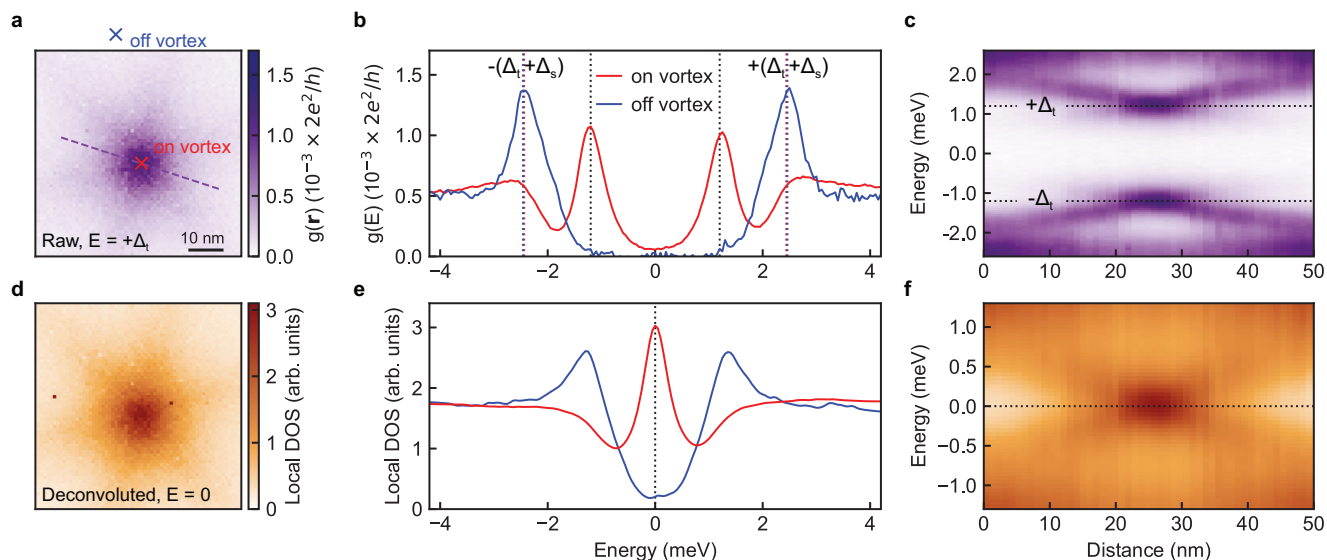 a
× off vortex
× on vortex
Raw, E = +Δt
10 nm
1.5
1.0
0.5
0.0
g(r) (10⁻³ × 2e²/h)
b
-(Δt+Δs)
+(Δt+Δs)
on vortex
off vortex
1.5
1.0
0.5
0.0
g(E) (10⁻³ × 2e²/h)
−4
−2
0
2
4
c
+Δt
-Δt
2.0
1.0
0.0
−1.0
−2.0
Energy (meV)
0
10
20
30
40
50
d
Deconvoluted, E = 0
3
2
1
0
Local DOS (arb. units)
e
3
2
1
0
Local DOS (arb. units)
−4
−2
0
2
4
Energy (meV)
f
1.0
0.5
0.0
−0.5
−1.0
Energy (meV)
0
10
20
30
40
50
Distance (nm)